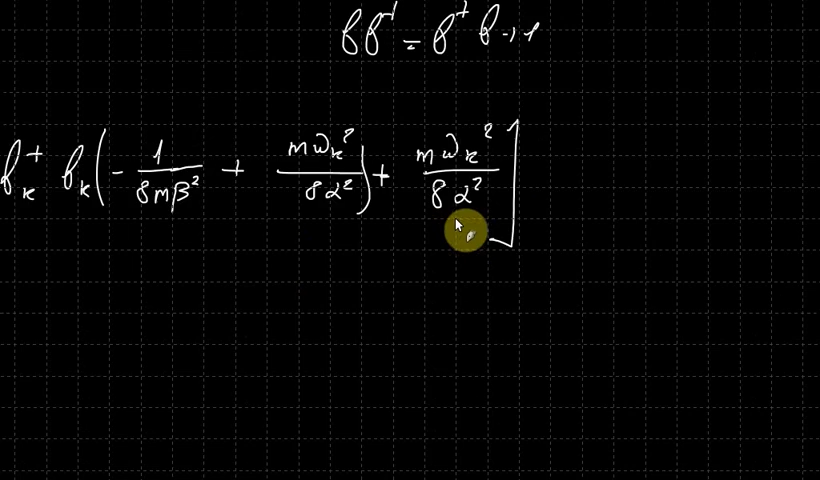 bb⁺ = b⁺b + 1
b⁺ₖ bₖ ( - 1/8mβ² + mωₖ²/8α² ) + mωₖ²/8α² ]